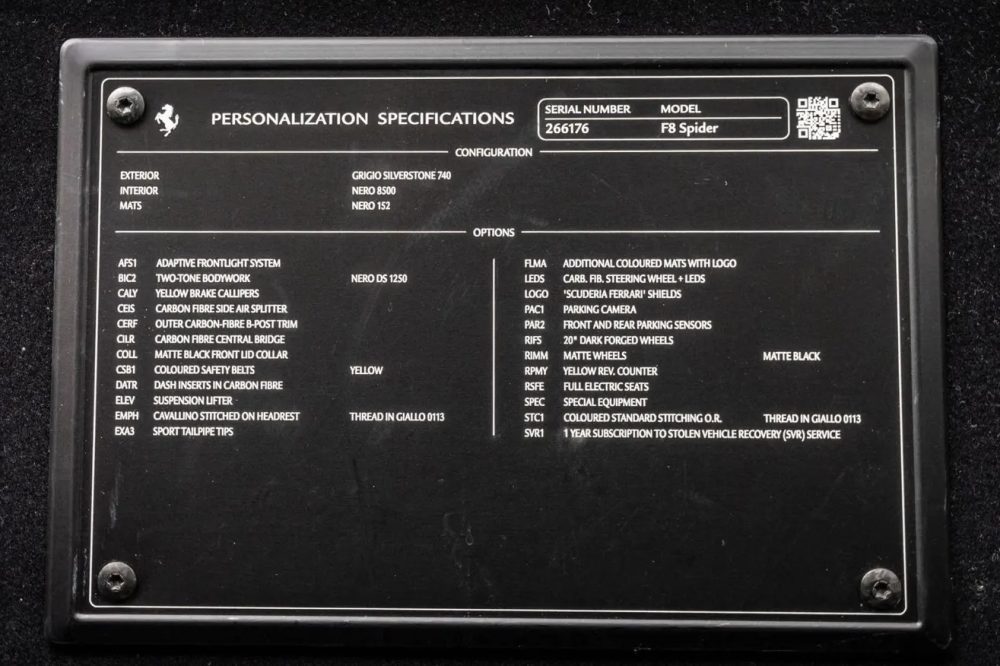 PERSONALIZATION SPECIFICATIONS
SERIAL NUMBER MODEL
266176 F8 Spider
CONFIGURATION
EXTERIOR GRIGIO SILVERSTONE 740
INTERIOR NERO 8500
MATS NERO 152
OPTIONS
AFS1 ADAPTIVE FRONTLIGHT SYSTEM
BIC2 TWO-TONE BODYWORK NERO DS 1250
CALY YELLOW BRAKE CALLIPERS
CEIS CARBON FIBRE SIDE AIR SPLITTER
CERF OUTER CARBON-FIBRE B-POST TRIM
CILR CARBON FIBRE CENTRAL BRIDGE
COLL MATTE BLACK FRONT LID COLLAR
CSB1 COLOURED SAFETY BELTS YELLOW
DATR DASH INSERTS IN CARBON FIBRE
ELEV SUSPENSION LIFTER
EMPH CAVALLINO STITCHED ON HEADREST THREAD IN GIALLO 0113
EXA3 SPORT TAILPIPE TIPS
FLMA ADDITIONAL COLOURED MATS WITH LOGO
LEDS CARB. FIB. STEERING WHEEL + LEDS
LOGO 'SCUDERIA FERRARI' SHIELDS
PAC1 PARKING CAMERA
PAR2 FRONT AND REAR PARKING SENSORS
RIF5 20" DARK FORGED WHEELS
RIMM MATTE WHEELS MATTE BLACK
RPMY YELLOW REV. COUNTER
RSFE FULL ELECTRIC SEATS
SPEC SPECIAL EQUIPMENT
STC1 COLOURED STANDARD STITCHING O.R. THREAD IN GIALLO 0113
SVR1 1 YEAR SUBSCRIPTION TO STOLEN VEHICLE RECOVERY (SVR) SERVICE